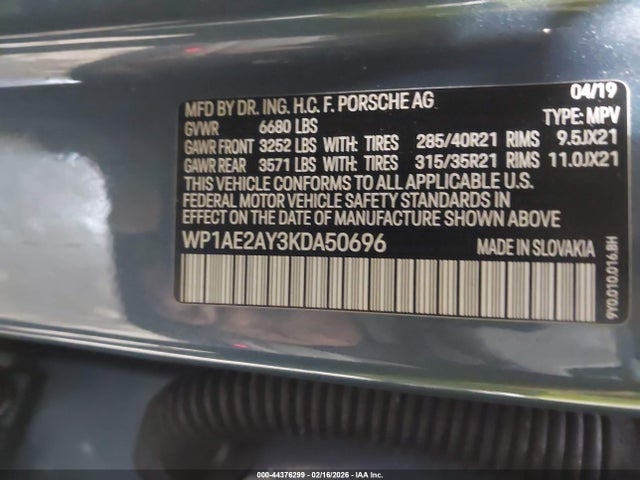 04/19
MFD BY DR. ING. H.C. F. PORSCHE AG
GVWR 6680 LBS TYPE: MPV
GAWR FRONT 3252 LBS WITH: TIRES 285/40R21 RIMS 9.5JX21
GAWR REAR 3571 LBS WITH: TIRES 315/35R21 RIMS 11.0JX21
THIS VEHICLE CONFORMS TO ALL APPLICABLE U.S.
FEDERAL MOTOR VEHICLE SAFETY STANDARDS IN
EFFECT ON THE DATE OF MANUFACTURE SHOWN ABOVE
WP1AE2AY3KDA50696 MADE IN SLOVAKIA
9Y0.010.016.BH
000-44376299 - 02/16/2026 - IAA Inc.